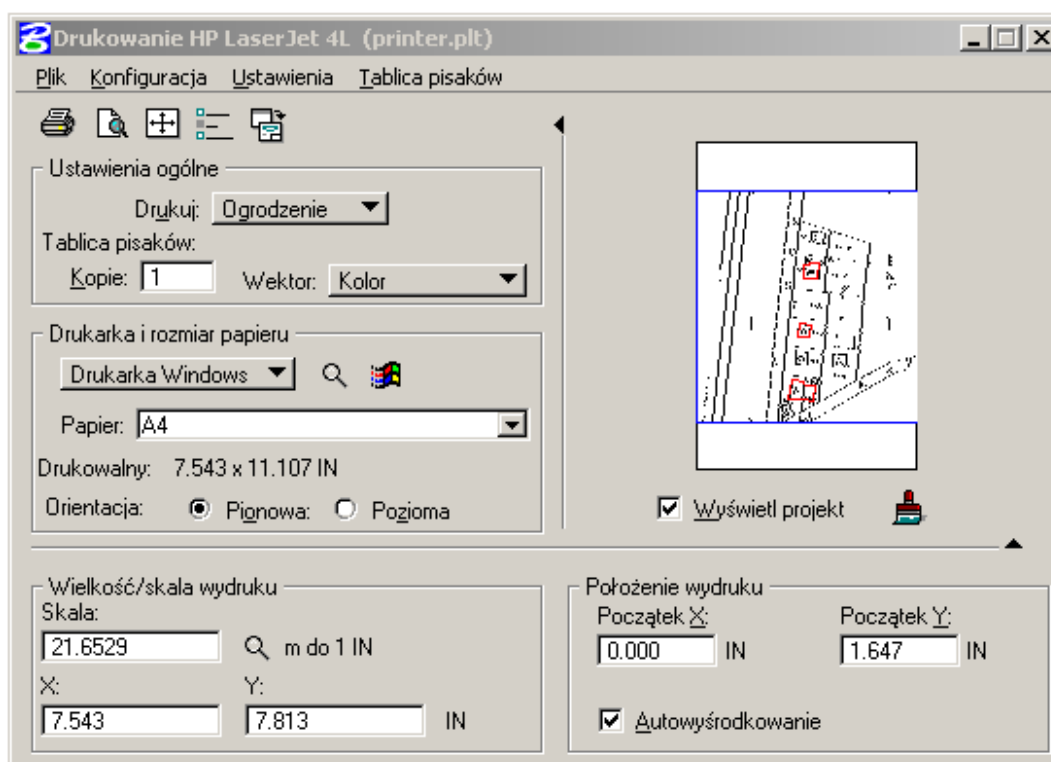 Drukowanie HP LaserJet 4L (printer.plt)
Plik Konfiguracja Ustawienia Tablica pisaków
Ustawienia ogólne
Drukuj: Ogrodzenie
Tablica pisaków:
Kopie: 1 Wektor: Kolor
Drukarka i rozmiar papieru
Drukarka Windows
Papier: A4
Drukowalny: 7.543 x 11.107 IN
Orientacja: Pionowa: Pozioma
Wyświetl projekt
Wielkość/skala wydruku
Skala:
21.6529 m do 1 IN
X: Y:
7.543 7.813 IN
Położenie wydruku
Początek X: Początek Y:
0.000 IN 1.647 IN
Autowyśrodkowanie